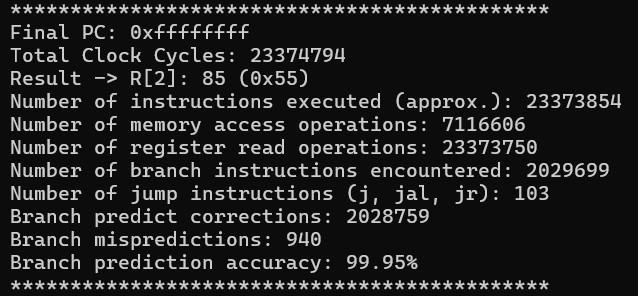 *********************************************
Final PC: 0xffffffff
Total Clock Cycles: 23374794
Result -> R[2]: 85 (0x55)
Number of instructions executed (approx.): 23373854
Number of memory access operations: 7116606
Number of register read operations: 23373750
Number of branch instructions encountered: 2029699
Number of jump instructions (j, jal, jr): 103
Branch predict corrections: 2028759
Branch mispredictions: 940
Branch prediction accuracy: 99.95%
*********************************************